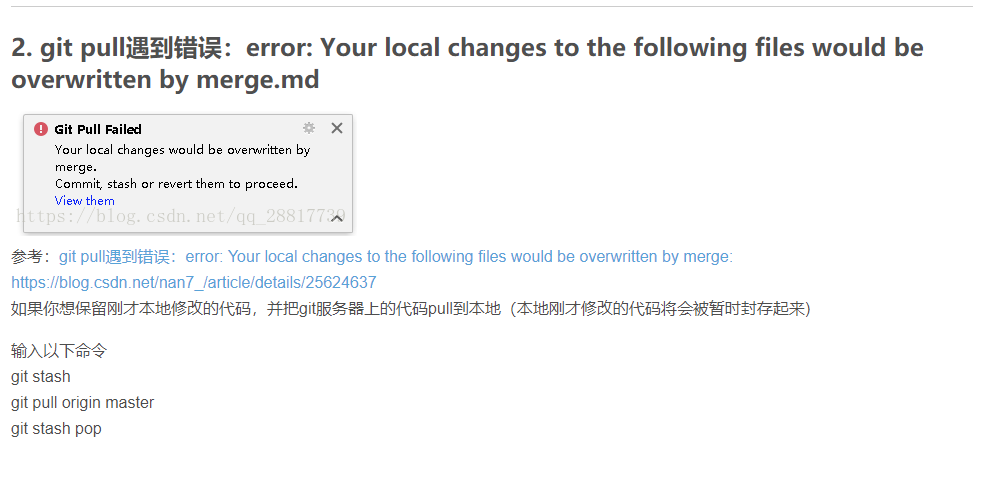 2. git pull遇到错误：error: Your local changes to the following files would be
overwritten by merge.md
Git Pull Failed
Your local changes would be overwritten by
merge.
Commit, stash or revert them to proceed.
View them
https://blog.csdn.net/qq_28817739
参考：git pull遇到错误：error: Your local changes to the following files would be overwritten by merge:
https://blog.csdn.net/nan7_/article/details/25624637
如果你想保留刚才本地修改的代码，并把git服务器上的代码pull到本地（本地刚才修改的代码将会被暂时封存起来）
输入以下命令
git stash
git pull origin master
git stash pop